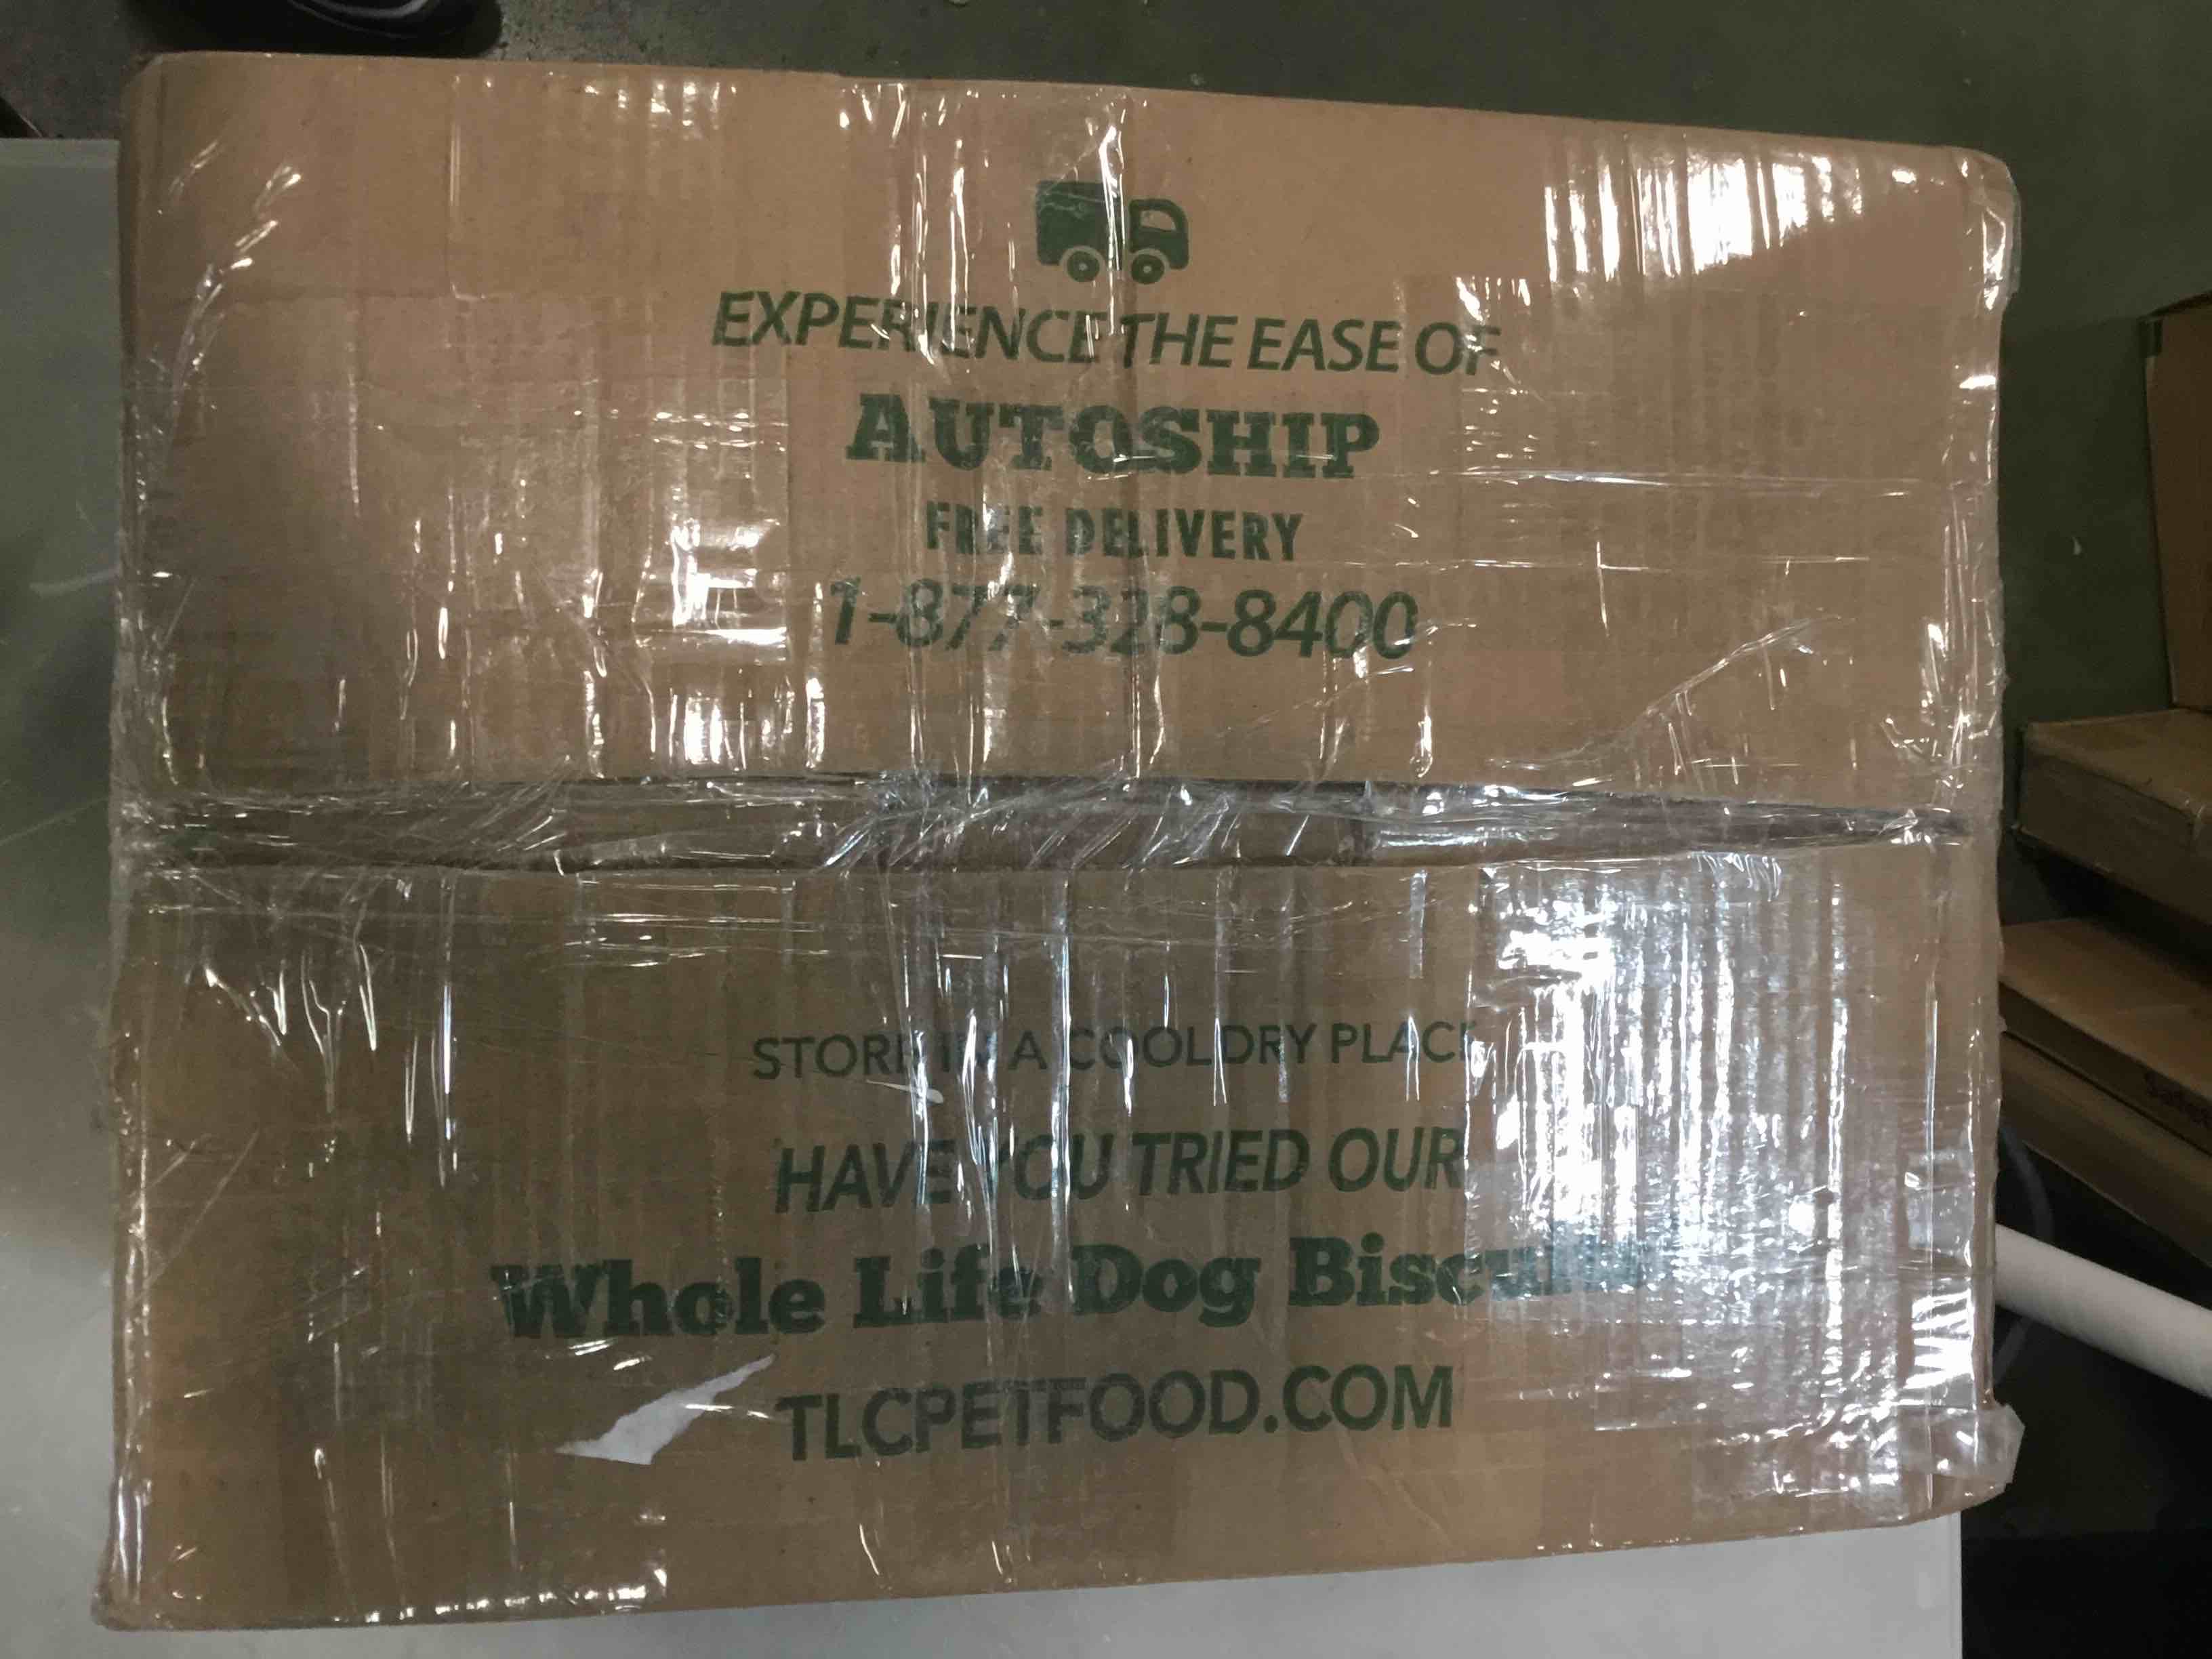 EXPERIENCE THE EASE OF
AUTOSHIP
FREE DELIVERY
1-877-328-8400
STORE IN A COOL DRY PLACE
HAVE YOU TRIED OUR
Whole Life Dog Biscuits
TLCPETFOOD.COM